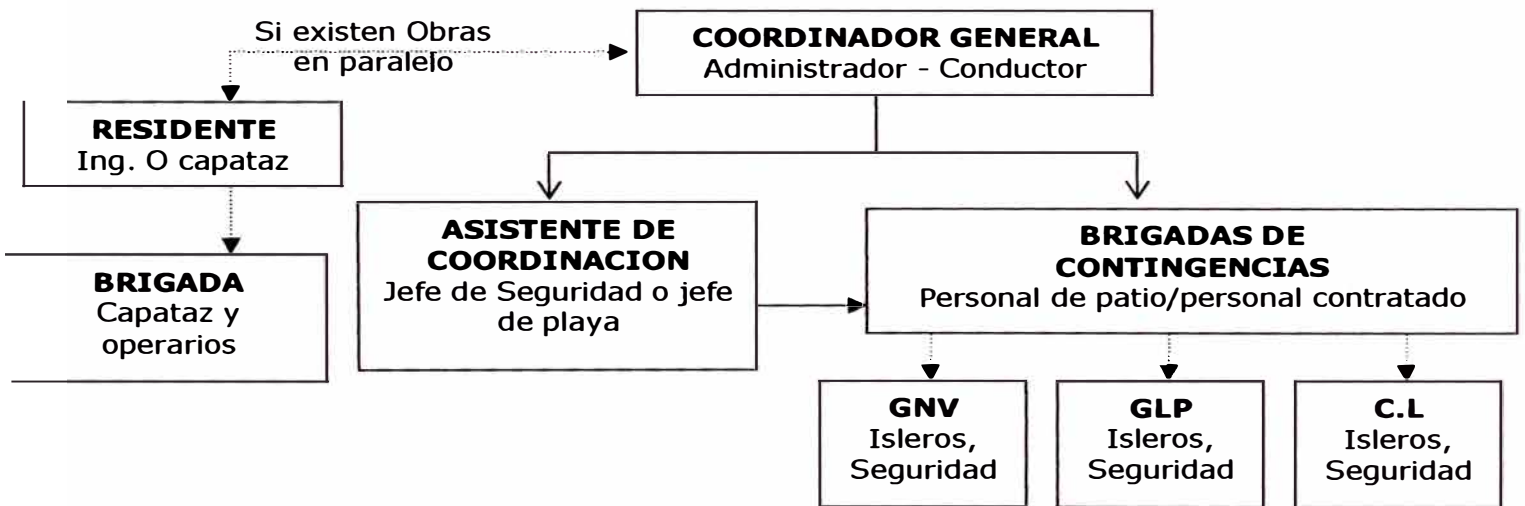 Si existen Obras
en paralelo
COORDINADOR GENERAL
Administrador - Conductor
RESIDENTE
Ing. O capataz
BRIGADA
Capataz y
operarios
ASISTENTE DE
COORDINACION
Jefe de Seguridad o jefe
de playa
BRIGADAS DE
CONTINGENCIAS
Personal de patio/personal contratado
GNV
Isleros,
Seguridad
GLP
Isleros,
Seguridad
C.L
Isleros,
Seguridad